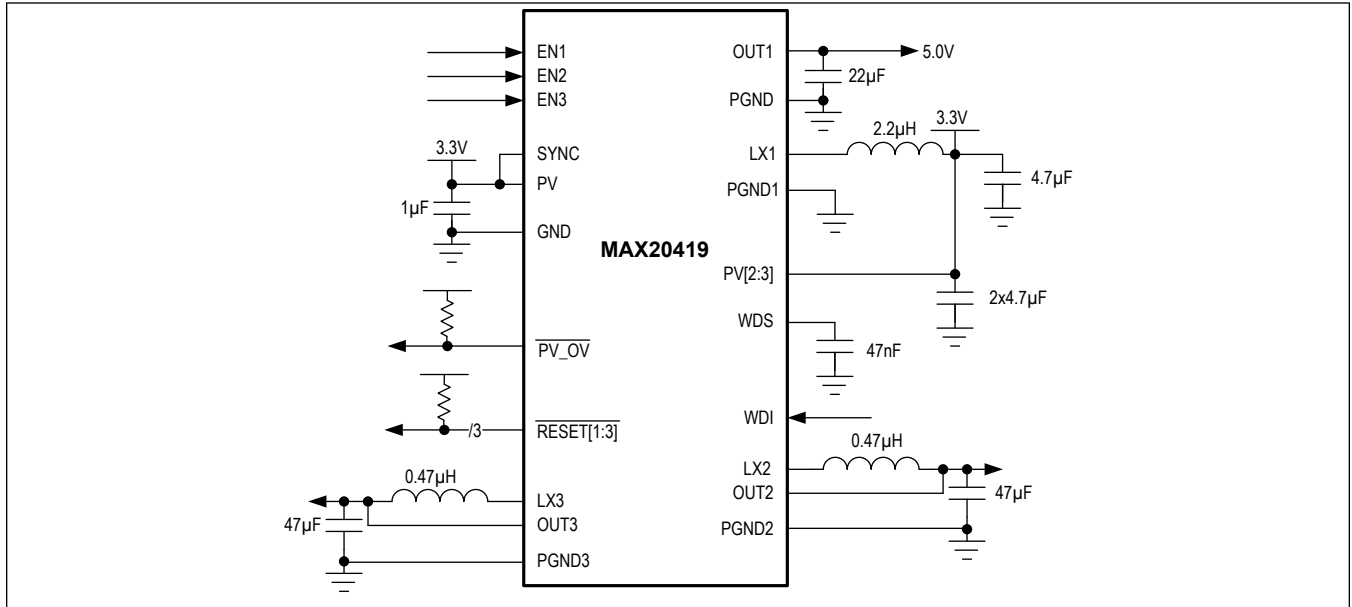 EN1
EN2
EN3
3.3V
SYNC
PV
1µF
GND
PV_OV
/3
RESET[1:3]
0.47µH
LX3
OUT3
47µF
PGND3
MAX20419
OUT1
5.0V
22µF
PGND
3.3V
2.2µH
LX1
4.7µF
PGND1
PV[2:3]
2x4.7µF
WDS
47nF
WDI
0.47µH
LX2
OUT2
47µF
PGND2